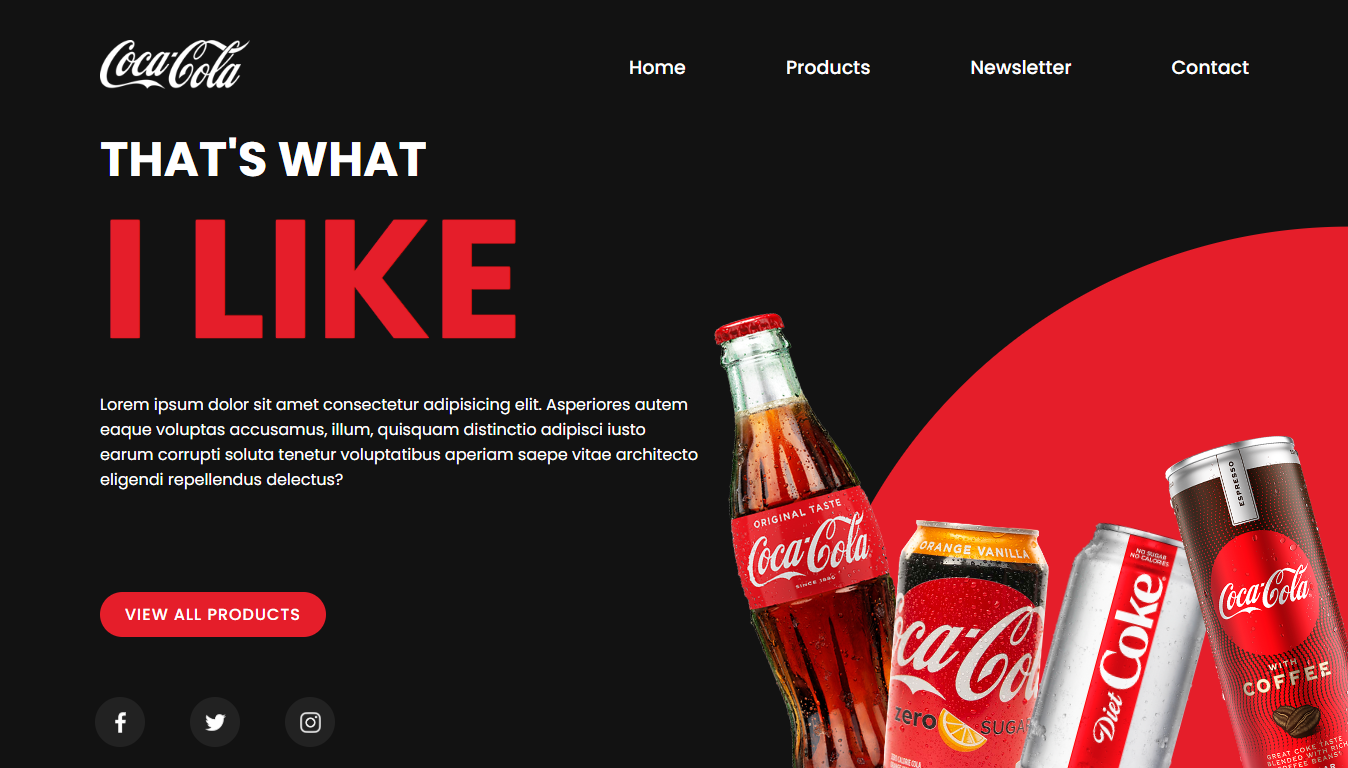 Coca-Cola
Home
Products
Newsletter
Contact
THAT'S WHAT
I LIKE
Lorem ipsum dolor sit amet consectetur adipisicing elit. Asperiores autem
eaque voluptas accusamus, illum, quisquam distinctio adipisci iusto
earum corrupti soluta tenetur voluptatibus aperiam saepe vitae architecto
eligendi repellendus delectus?
VIEW ALL PRODUCTS
ORIGINAL TASTE
Coca-Cola
SINCE 1886
ORANGE VANILLA
Coca-Cola
zero SUGAR
NO SUGAR
NO CALORIES
Diet Coke
ESPRESSO
Coca-Cola
WITH
COFFEE
GREAT COKE TASTE
BLENDED WITH RICH
COFFEE BEANS